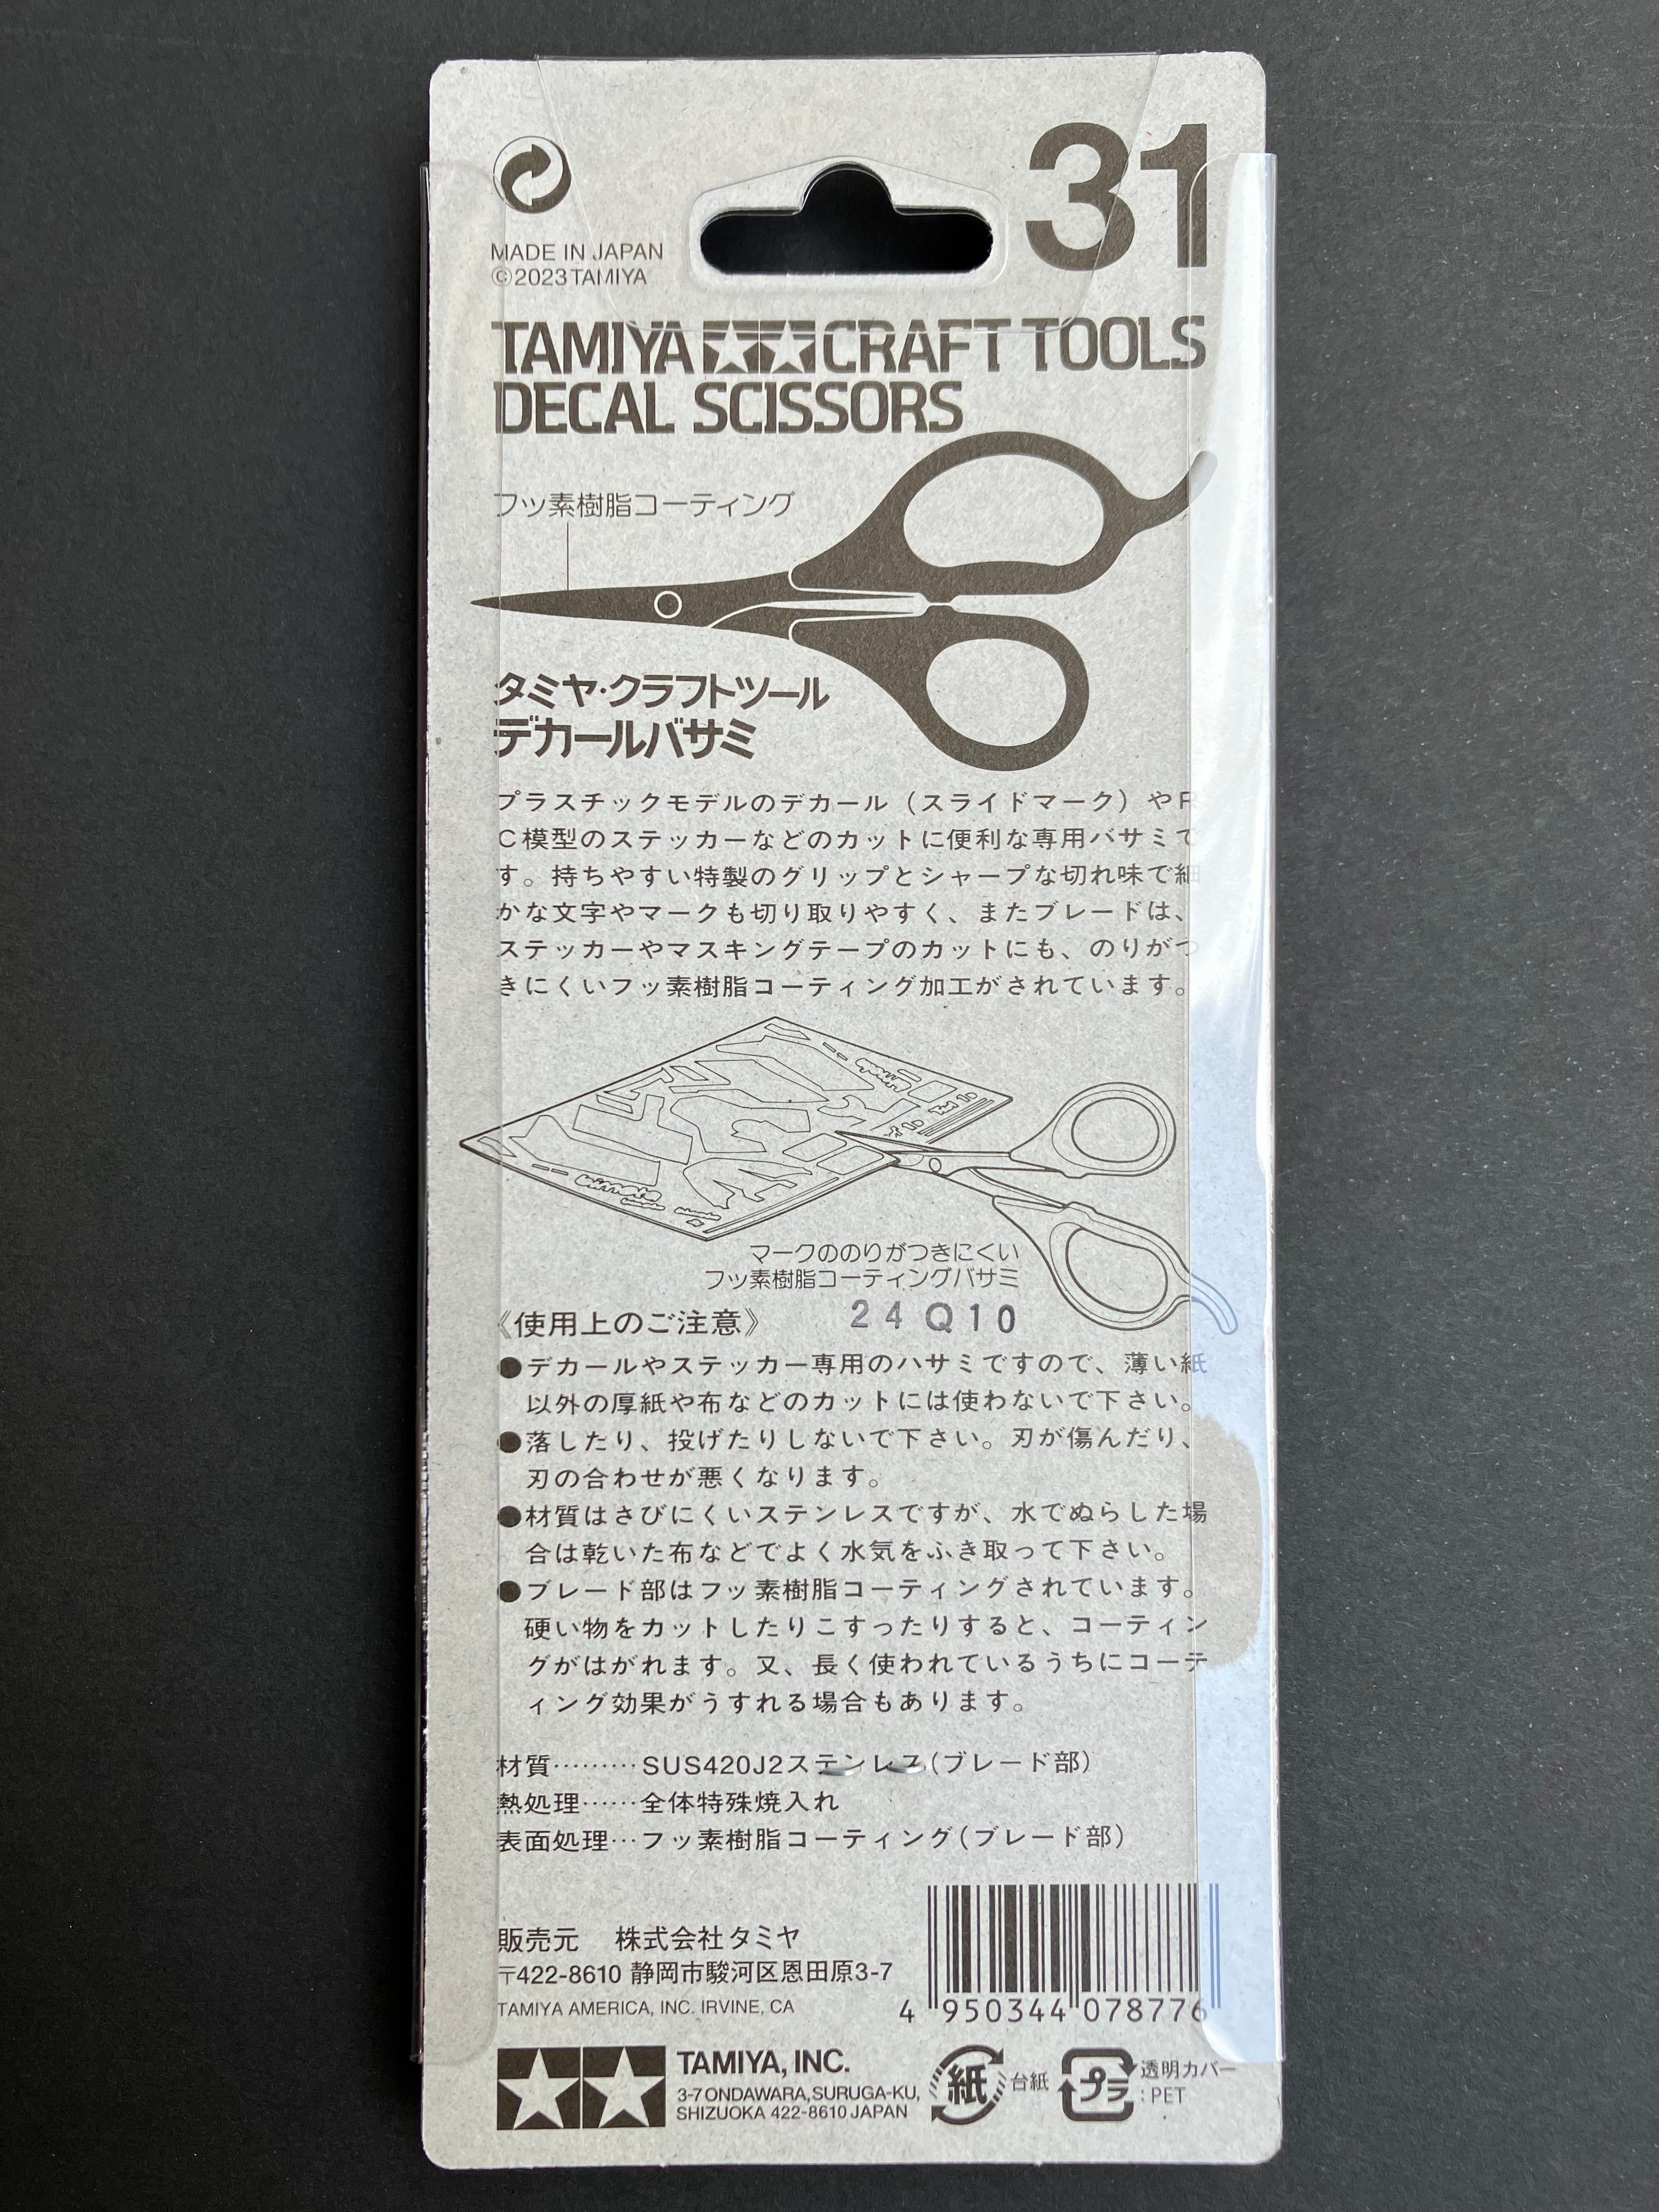 31
MADE IN JAPAN
©2023 TAMIYA
TAMIYA CRAFT TOOLS
DECAL SCISSORS
フッ素樹脂コーティング
タミヤ・クラフトツール
デカールバサミ
プラスチックモデルのデカール（スライドマーク）やR
C模型のステッカーなどのカットに便利な専用バサミで
す。持ちやすい特製のグリップとシャープな切れ味で細
かな文字やマークも切り取りやすく、またブレードは、
ステッカーやマスキングテープのカットにも、のりがつ
きにくいフッ素樹脂コーティング加工がされています。
マークののりがつきにくい
フッ素樹脂コーティングバサミ
24Q10
《使用上のご注意》
●デカールやステッカー専用のハサミですので、薄い紙
以外の厚紙や布などのカットには使わないで下さい。
●落したり、投げたりしないで下さい。刃が傷んだり、
刃の合わせが悪くなります。
●材質はさびにくいステンレスですが、水でぬらした場
合は乾いた布などでよく水気をふき取って下さい。
●ブレード部はフッ素樹脂コーティングされています。
硬い物をカットしたりこすったりすると、コーティン
グがはがれます。又、長く使われているうちにコーテ
ィング効果がうすれる場合もあります。
材質………SUS420J2ステンレス(ブレード部)
熱処理……全体特殊焼入れ
表面処理…フッ素樹脂コーティング(ブレード部)
販売元　株式会社タミヤ
〒422-8610 静岡市駿河区恩田原3-7
TAMIYA AMERICA, INC. IRVINE, CA
4 950344 078776
TAMIYA, INC.
3-7 ONDAWARA, SURUGA-KU,
SHIZUOKA 422-8610 JAPAN
紙 台紙
プラ 透明カバー
:PET